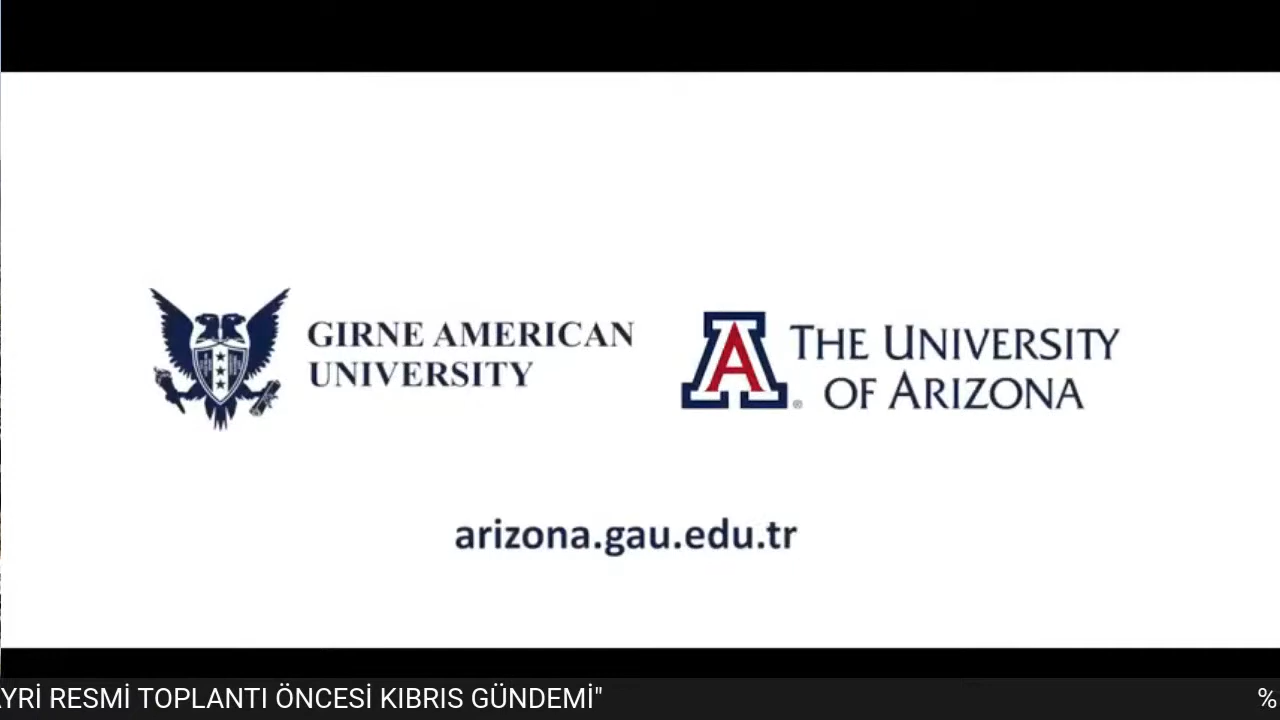 GIRNE AMERICAN
UNIVERSITY
A
THE UNIVERSITY
OF ARIZONA
arizona.gau.edu.tr
RESMİ TOPLANTI ÖNCESİ KIBRIS GÜNDEMİ"
%